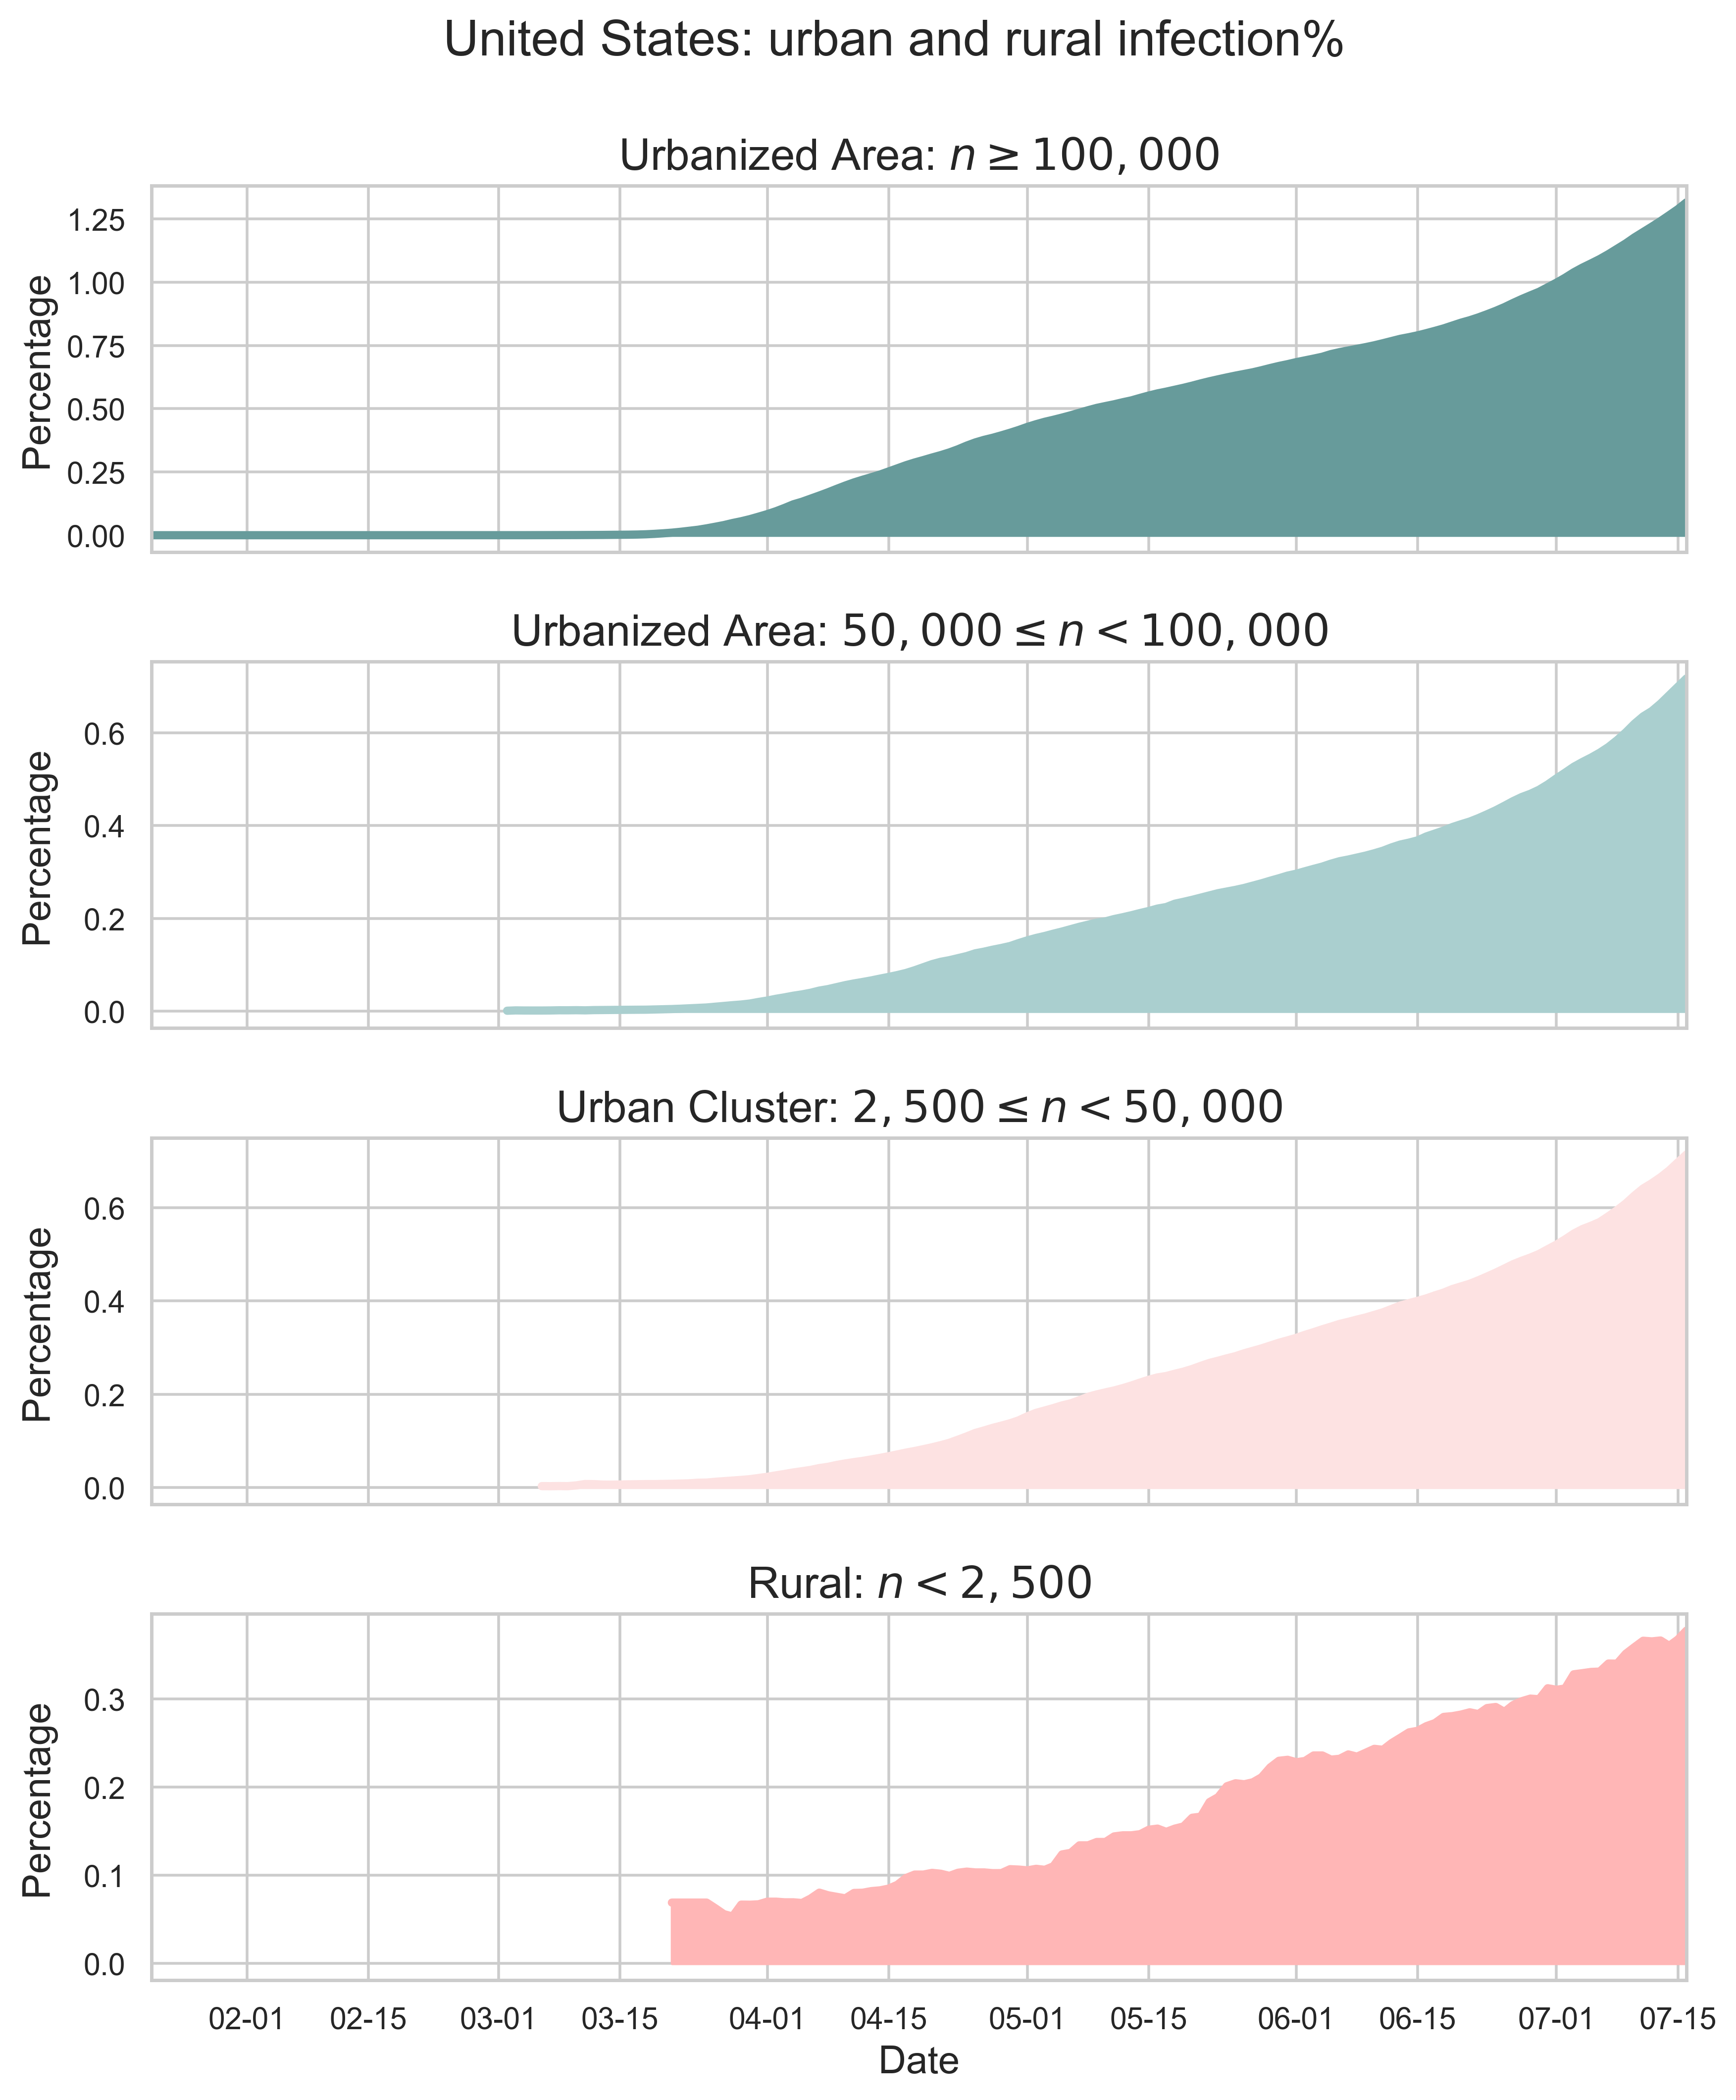 United States: urban and rural infection%
Urbanized Area: n ≥ 100,000
1.25
1.00
0.75
0.50
0.25
0.00
Percentage
Urbanized Area: 50,000 ≤ n < 100,000
0.6
0.4
0.2
0.0
Percentage
Urban Cluster: 2,500 ≤ n < 50,000
0.6
0.4
0.2
0.0
Percentage
Rural: n < 2,500
0.3
0.2
0.1
0.0
Percentage
02-01 02-15 03-01 03-15 04-01 04-15 05-01 05-15 06-01 06-15 07-01 07-15
Date